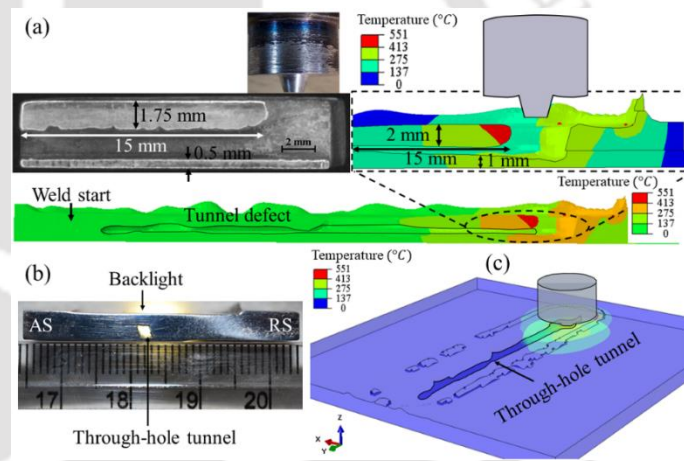 (a)
Temperature (°C)
551
413
275
137
0
1.75 mm
15 mm
0.5 mm
2 mm
2 mm
15 mm
1 mm
Weld start
Tunnel defect
Temperature (°C)
551
413
275
137
0
(b)
Backlight
AS
RS
17 18 19 20
Through-hole tunnel
Temperature (°C)
551
413
275
137
0
(c)
Through-hole tunnel
Z
X
Y